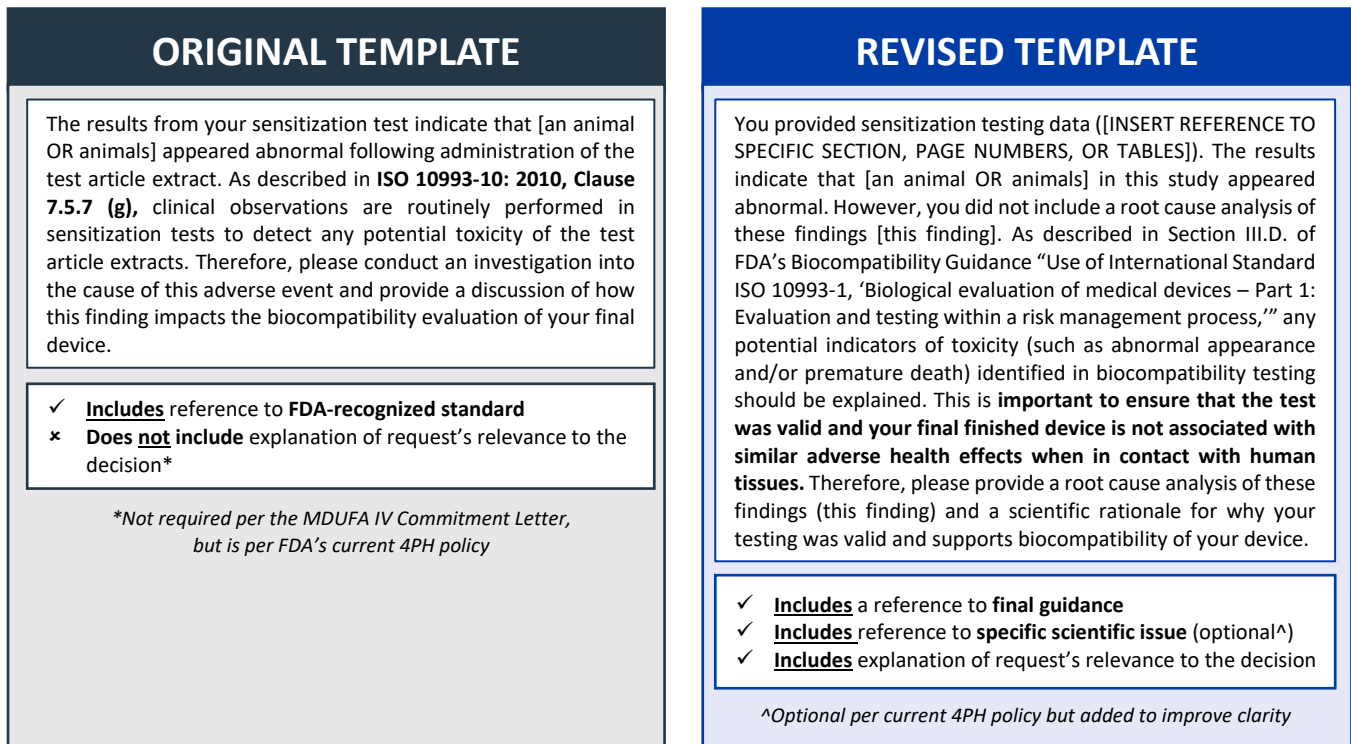 ORIGINAL TEMPLATE
The results from your sensitization test indicate that [an animal
OR animals] appeared abnormal following administration of the
test article extract. As described in ISO 10993-10: 2010, Clause
7.5.7 (g), clinical observations are routinely performed in
sensitization tests to detect any potential toxicity of the test
article extracts. Therefore, please conduct an investigation into
the cause of this adverse event and provide a discussion of how
this finding impacts the biocompatibility evaluation of your final
device.
✓ Includes reference to FDA-recognized standard
× Does not include explanation of request's relevance to the
decision*
*Not required per the MDUFA IV Commitment Letter,
but is per FDA's current 4PH policy
REVISED TEMPLATE
You provided sensitization testing data ([INSERT REFERENCE TO
SPECIFIC SECTION, PAGE NUMBERS, OR TABLES]). The results
indicate that [an animal OR animals] in this study appeared
abnormal. However, you did not include a root cause analysis of
these findings [this finding]. As described in Section III.D. of
FDA's Biocompatibility Guidance "Use of International Standard
ISO 10993-1, 'Biological evaluation of medical devices – Part 1:
Evaluation and testing within a risk management process,'" any
potential indicators of toxicity (such as abnormal appearance
and/or premature death) identified in biocompatibility testing
should be explained. This is important to ensure that the test
was valid and your final finished device is not associated with
similar adverse health effects when in contact with human
tissues. Therefore, please provide a root cause analysis of these
findings (this finding) and a scientific rationale for why your
testing was valid and supports biocompatibility of your device.
✓ Includes a reference to final guidance
✓ Includes reference to specific scientific issue (optional^)
✓ Includes explanation of request's relevance to the decision
^Optional per current 4PH policy but added to improve clarity